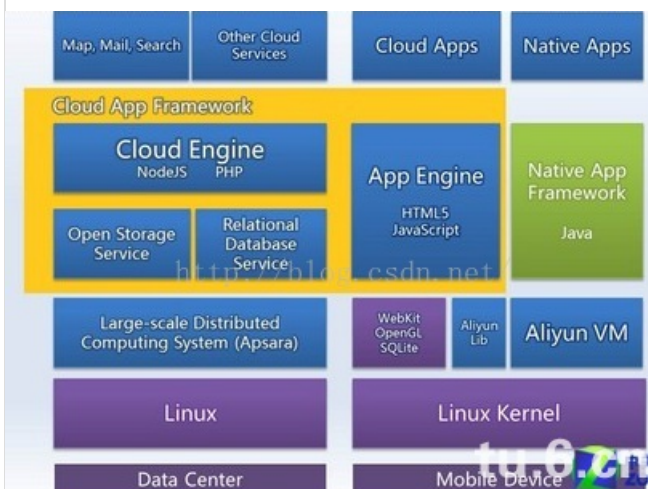 Map, Mail, Search
Other Cloud
Services
Cloud Apps
Native Apps
Cloud App Framework
Cloud Engine
NodeJS PHP
App Engine
HTML5
JavaScript
Native App
Framework
Java
Open Storage
Service
Relational
Database
Service
http://blog.csdn.net/
Large-scale Distributed
Computing System (Apsara)
WebKit
OpenGL
SQLite
Aliyun
Lib
Aliyun VM
Linux
Linux Kernel
Data Center
Mobile Device
tu.6.cn